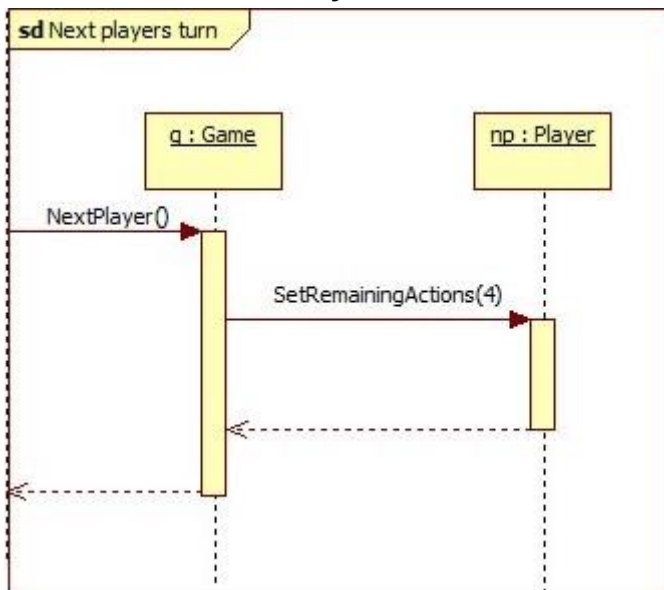 sd Next players turn
g : Game
np : Player
NextPlayer()
SetRemainingActions(4)